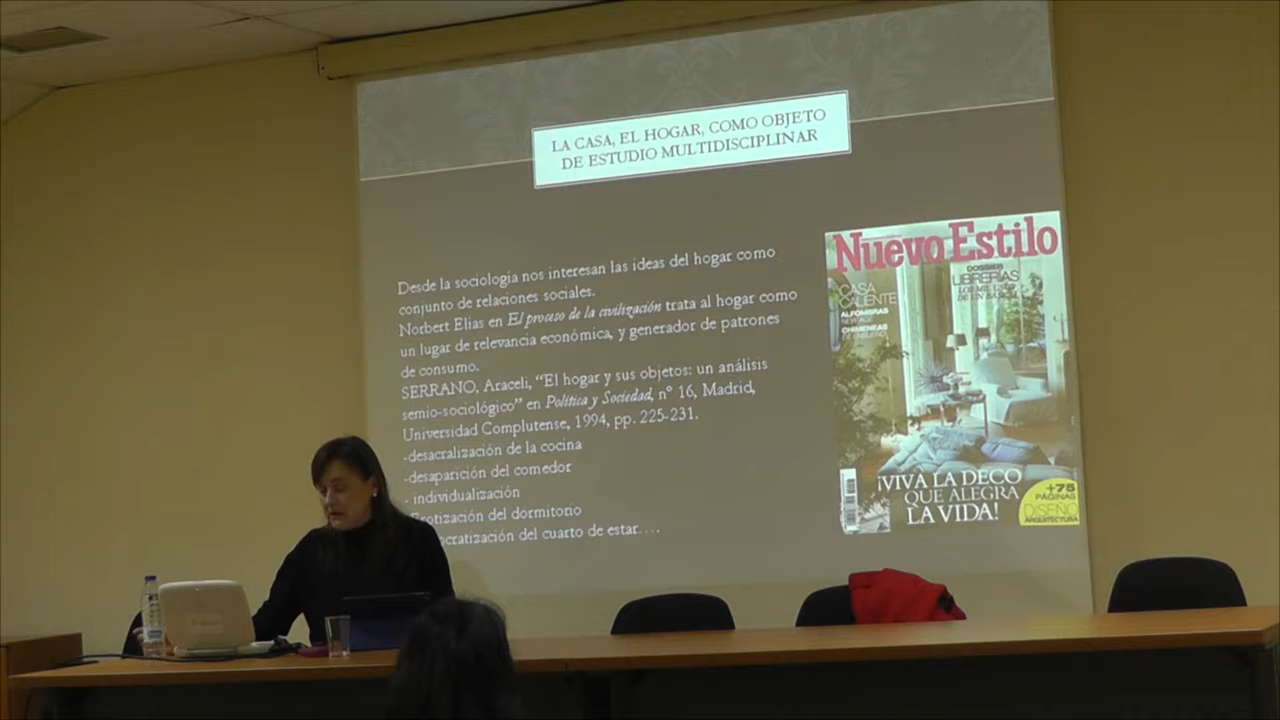 LA CASA, EL HOGAR, COMO OBJETO
DE ESTUDIO MULTIDISCIPLINAR
Desde la sociología nos interesan las ideas del hogar como
conjunto de relaciones sociales.
Norbert Elias en El proceso de la civilización trata al hogar como
un lugar de relevancia económica, y generador de patrones
de consumo.
SERRANO, Araceli, “El hogar y sus objetos: un análisis
semio-sociológico” en Política y Sociedad, nº 16, Madrid,
Universidad Complutense, 1994, pp. 225-231.
-desacralización de la cocina
-desaparición del comedor
- individualización
Erotización del dormitorio
ocratización del cuarto de estar….
Nuevo Estilo
DOSSIER
LIBRERÍAS
CASA
CALIENTE
ALFOMBRAS
NEW AGE
CHIMENEAS
¡VIVA LA DECO
QUE ALEGRA
LA VIDA!
+75
PÁGINAS
DISEÑO
ARQUITECTURA